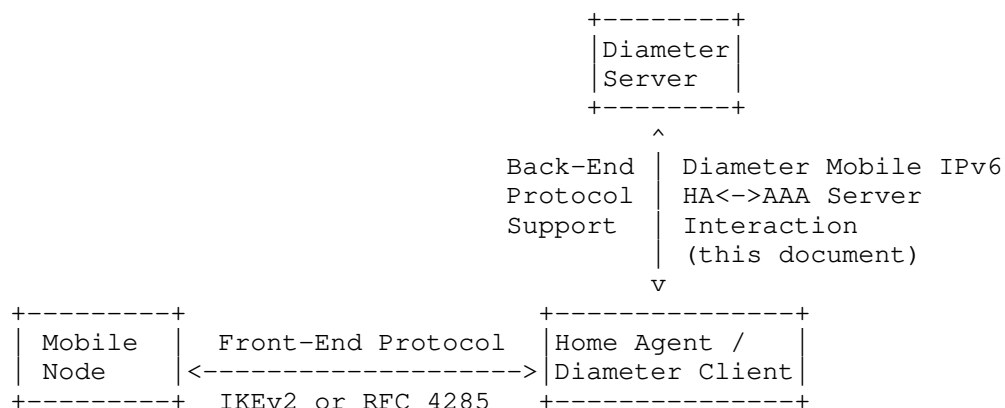 +--------+
|Diameter|
|Server  |
+--------+
^
Back-End | Diameter Mobile IPv6
Protocol | HA<->AAA Server
Support  | Interaction
| (this document)
v
+---------+                      +---------------+
| Mobile  |  Front-End Protocol  |Home Agent /   |
| Node    |<-------------------->|Diameter Client|
+---------+  IKEv2 or RFC 4285   +---------------+